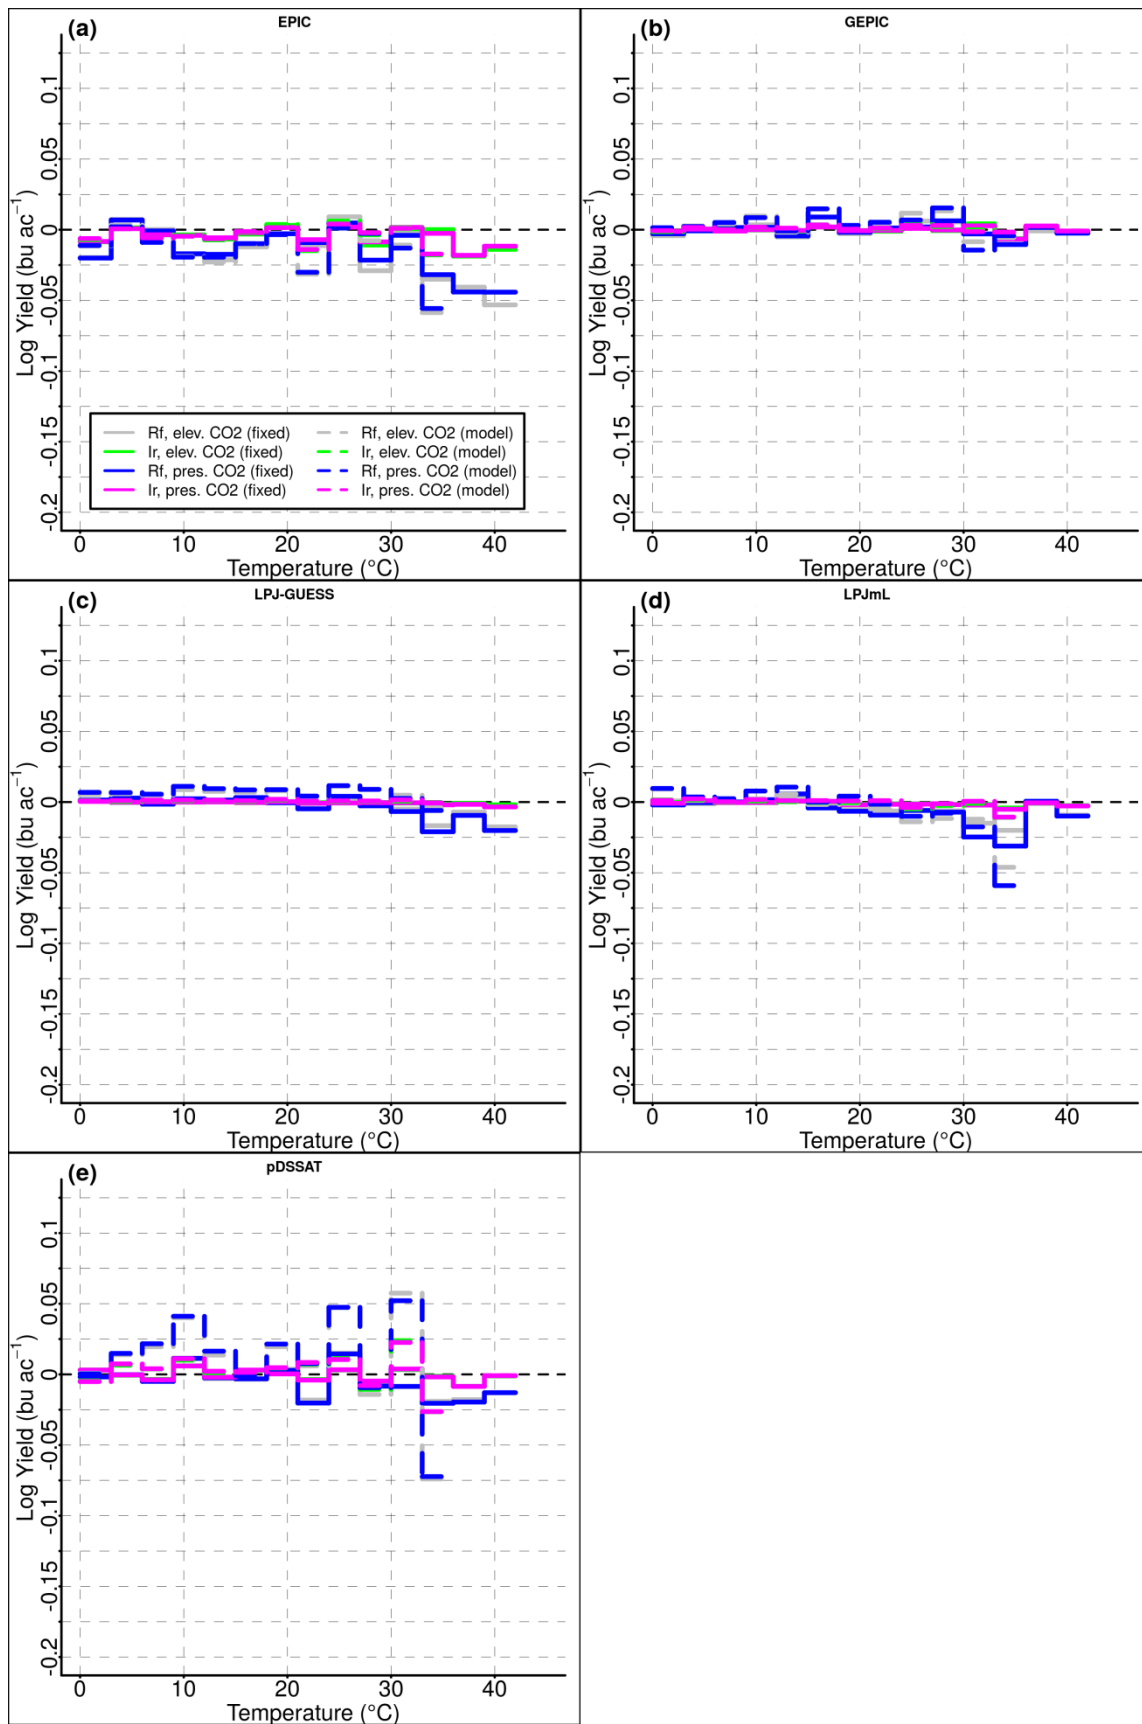 (a)
EPIC
Log Yield (bu ac⁻¹)
0.1
0.05
0
-0.05
-0.1
-0.15
-0.2
Rf, elev. CO2 (fixed)
Ir, elev. CO2 (fixed)
Rf, pres. CO2 (fixed)
Ir, pres. CO2 (fixed)
Rf, elev. CO2 (model)
Ir, elev. CO2 (model)
Rf, pres. CO2 (model)
Ir, pres. CO2 (model)
0 10 20 30 40
Temperature (°C)
(b)
GEPIC
Log Yield (bu ac⁻¹)
0.1
0.05
0
-0.05
-0.1
-0.15
-0.2
0 10 20 30 40
Temperature (°C)
(c)
LPJ-GUESS
Log Yield (bu ac⁻¹)
0.1
0.05
0
-0.05
-0.1
-0.15
-0.2
0 10 20 30 40
Temperature (°C)
(d)
LPJmL
Log Yield (bu ac⁻¹)
0.1
0.05
0
-0.05
-0.1
-0.15
-0.2
0 10 20 30 40
Temperature (°C)
(e)
pDSSAT
Log Yield (bu ac⁻¹)
0.1
0.05
0
-0.05
-0.1
-0.15
-0.2
0 10 20 30 40
Temperature (°C)